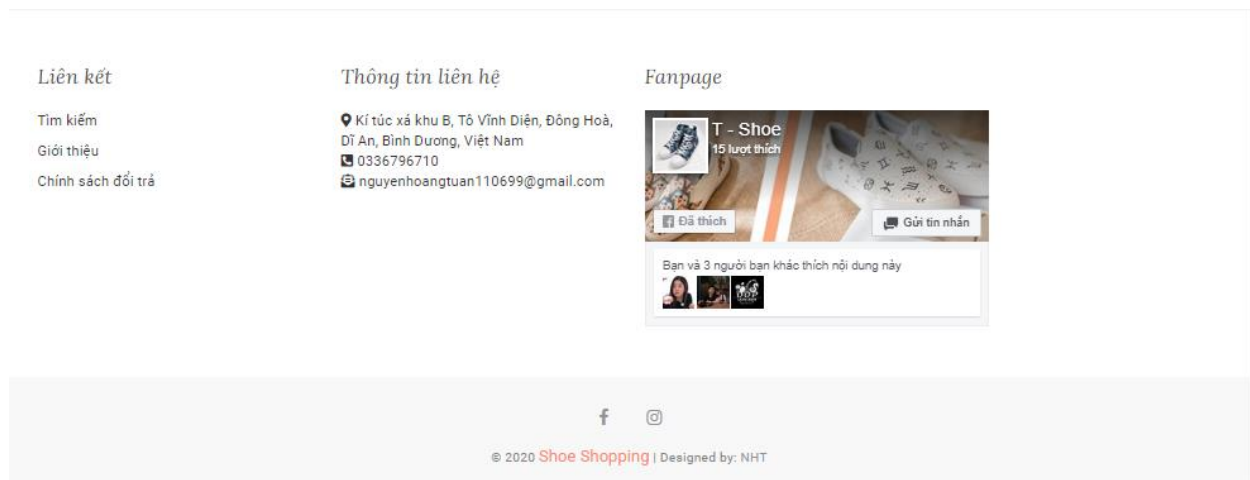 Liên kết
Tìm kiếm
Giới thiệu
Chính sách đổi trả
Thông tin liên hệ
Kí túc xá khu B, Tô Vĩnh Diện, Đông Hoà,
Dĩ An, Bình Dương, Việt Nam
0336796710
nguyenhoangtuan110699@gmail.com
Fanpage
T - Shoe
15 lượt thích
Đã thích
Gửi tin nhắn
Bạn và 3 người bạn khác thích nội dung này
© 2020 Shoe Shopping | Designed by: NHT